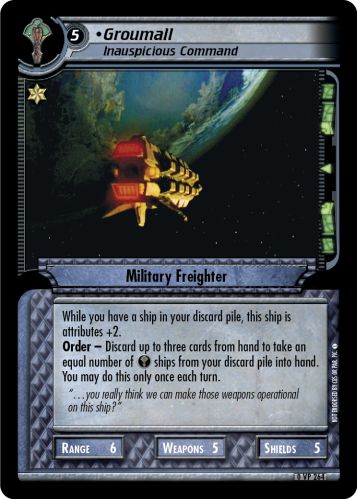 5
•Groumall
Inauspicious Command
Military Freighter
While you have a ship in your discard pile, this ship is
attributes +2.
Order – Discard up to three cards from hand to take an
equal number of ships from your discard pile into hand.
You may do this only once each turn.
"...you really think we can make those weapons operational
on this ship?"
RANGE 6
WEAPONS 5
SHIELDS 5
0 VP 264